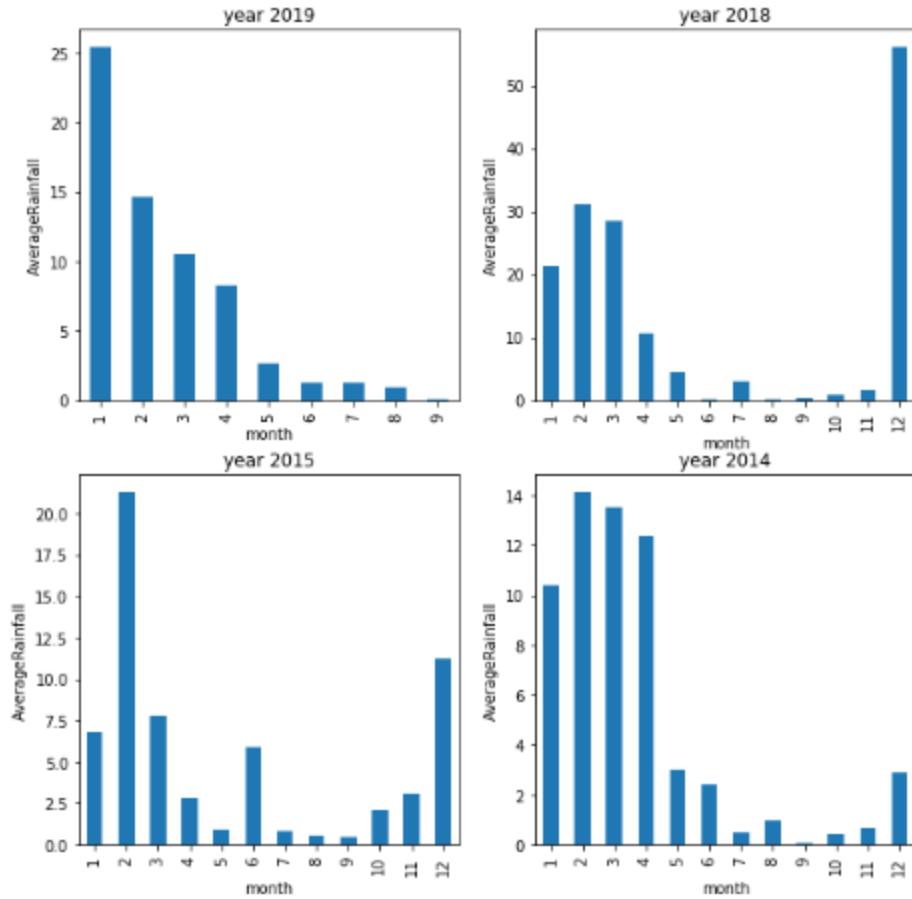 year 2019
25
20
15
10
5
0
AverageRainfall
1 2 3 4 5 6 7 8 9
month
year 2018
50
40
30
20
10
0
AverageRainfall
1 2 3 4 5 6 7 8 9 10 11 12
month
year 2015
20.0
17.5
15.0
12.5
10.0
7.5
5.0
2.5
0.0
AverageRainfall
1 2 3 4 5 6 7 8 9 10 11 12
month
year 2014
14
12
10
8
6
4
2
0
AverageRainfall
1 2 3 4 5 6 7 8 9 10 11 12
month